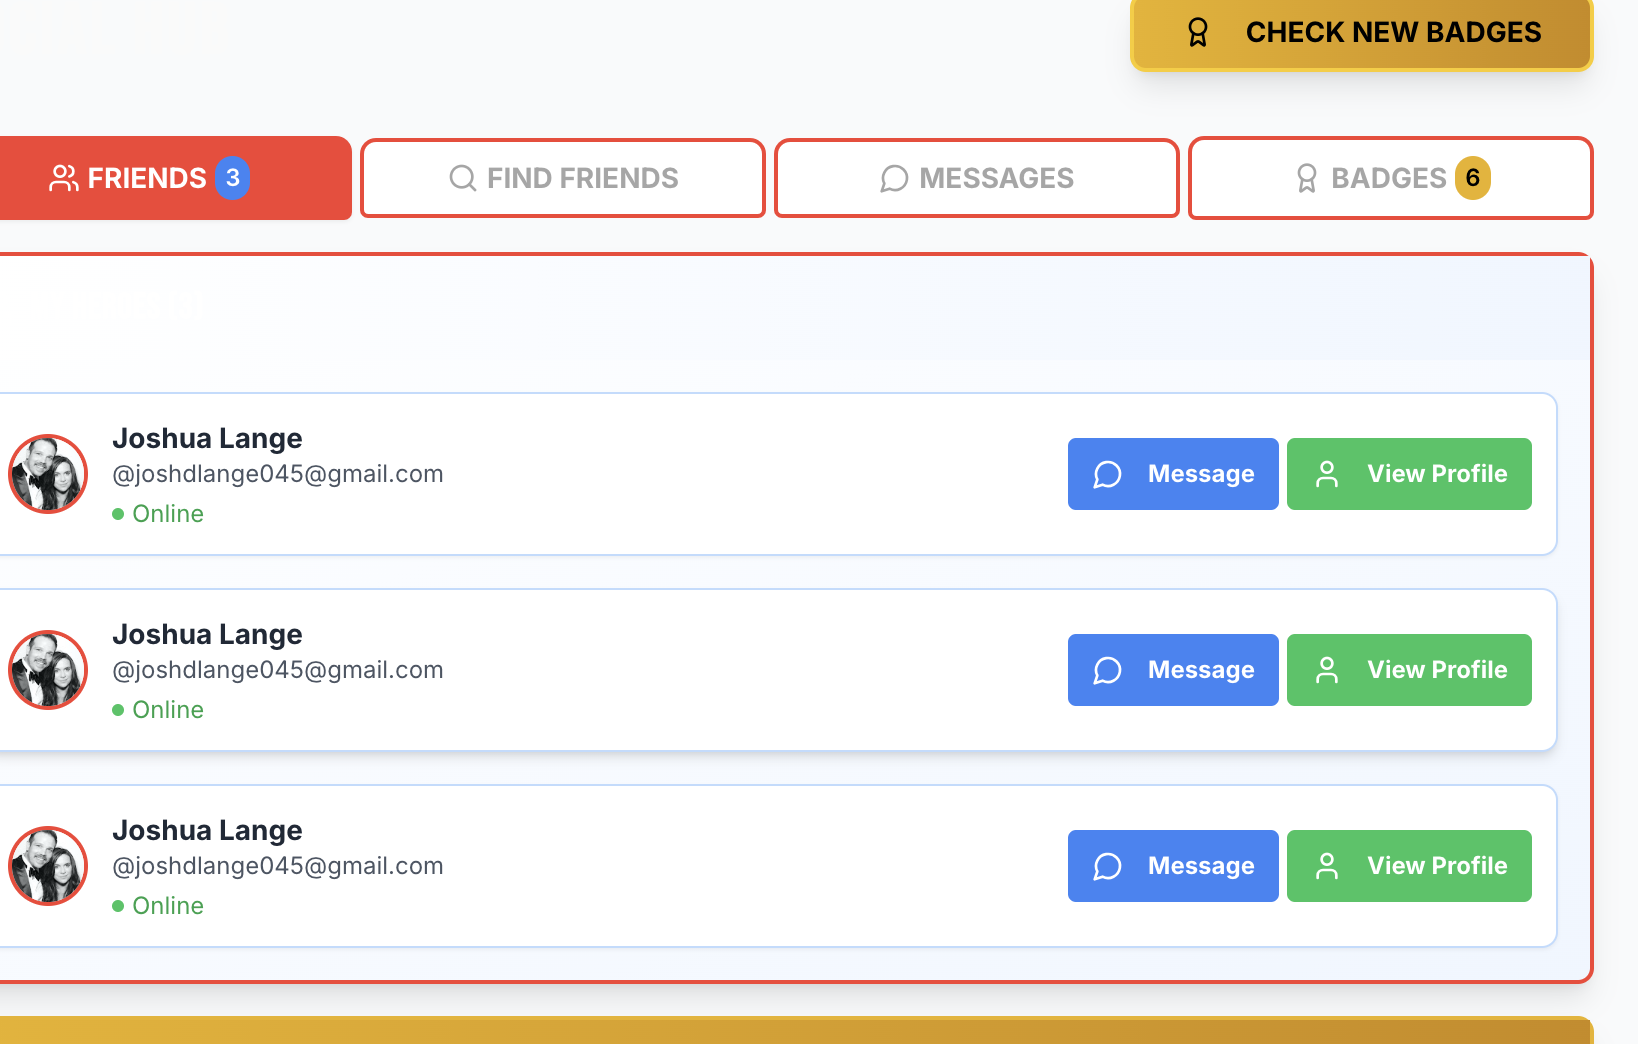 CHECK NEW BADGES
FRIENDS 3
FIND FRIENDS
MESSAGES
BADGES 6
Joshua Lange
@joshdlange045@gmail.com
Online
Message
View Profile
Joshua Lange
@joshdlange045@gmail.com
Online
Message
View Profile
Joshua Lange
@joshdlange045@gmail.com
Online
Message
View Profile